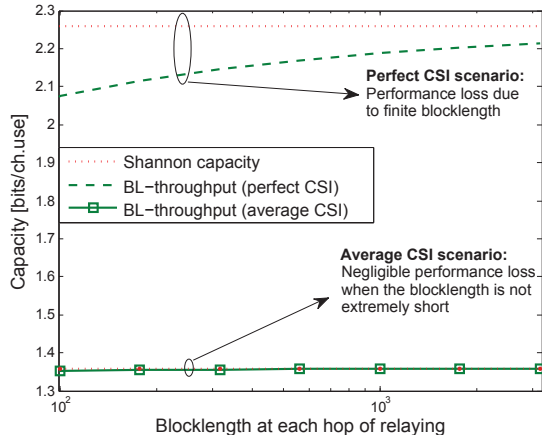 2.3
2.2
2.1
2
1.9
1.8
1.7
1.6
1.5
1.4
1.3
Capacity [bits/ch.use]
Perfect CSI scenario:
Performance loss due
to finite blocklength
Shannon capacity
BL−throughput (perfect CSI)
BL−throughput (average CSI)
Average CSI scenario:
Negligible performance loss
when the blocklength is not
extremely short
10^2
10^3
Blocklength at each hop of relaying